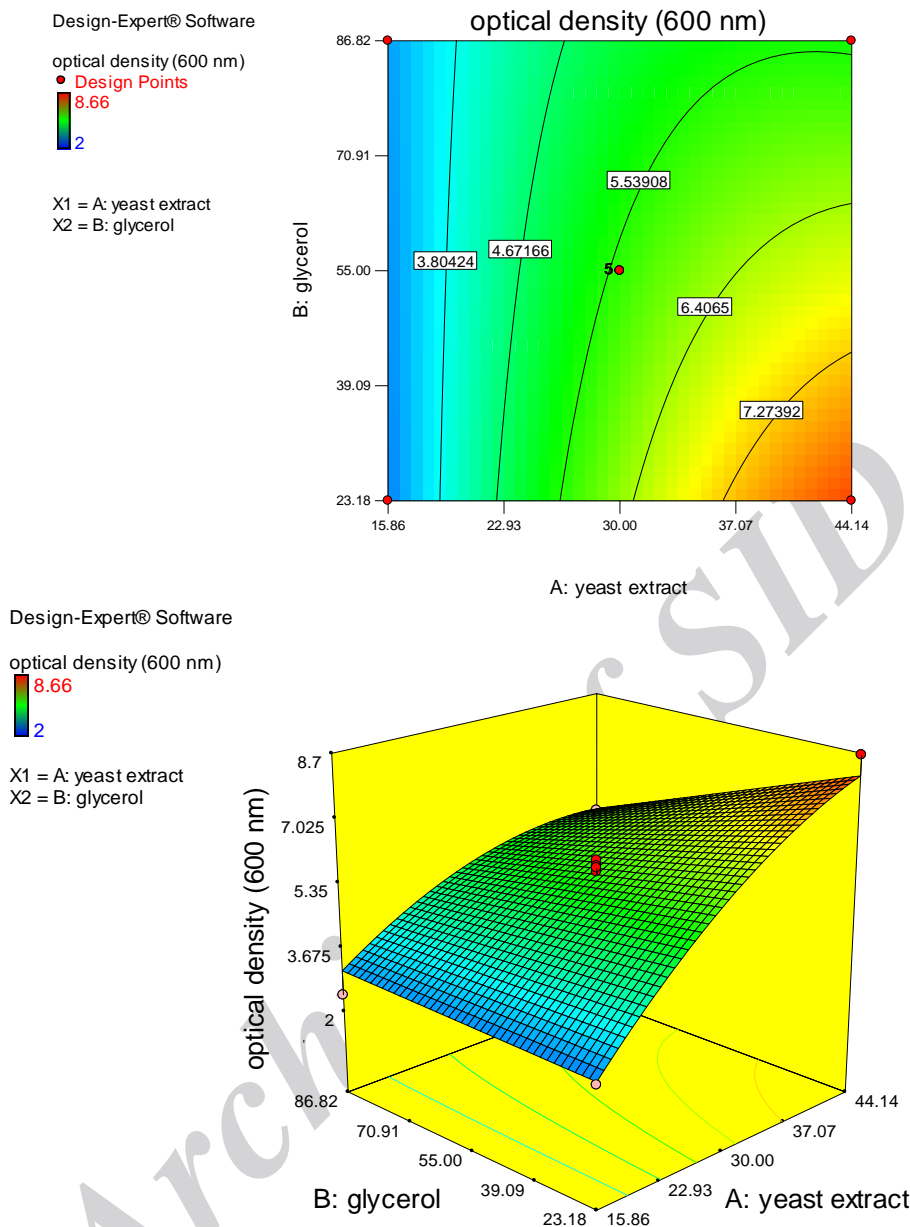 Design-Expert® Software
optical density (600 nm)
Design Points
8.66
2
X1 = A: yeast extract
X2 = B: glycerol
optical density (600 nm)
86.82
70.91
55.00
39.09
23.18
B: glycerol
15.86
22.93
30.00
37.07
44.14
A: yeast extract
3.80424
4.67166
5.53908
6.4065
7.27392
5
Design-Expert® Software
optical density (600 nm)
8.66
2
X1 = A: yeast extract
X2 = B: glycerol
8.7
7.025
5.35
3.675
2
optical density (600 nm)
86.82
70.91
55.00
39.09
23.18
B: glycerol
15.86
22.93
30.00
37.07
44.14
A: yeast extract
Archive of SID